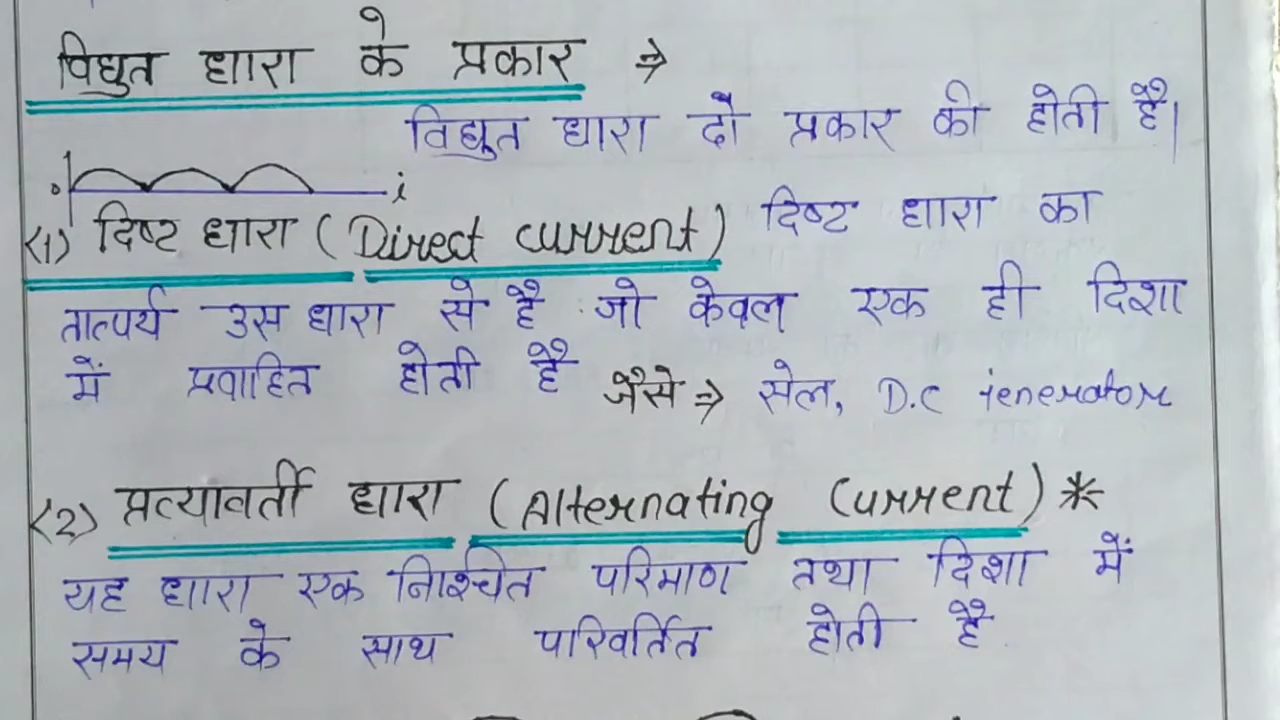 विधुत धारा के प्रकार ⇒
विधुत धारा दो प्रकार की होती है।
o i
(1) दिष्ट धारा (Direct current) दिष्ट धारा का
तात्पर्य उस धारा से है जो केवल एक ही दिशा
में प्रवाहित होती है जैसे ⇒ सेल, D.C jenerator
(2) प्रत्यावर्ती धारा (Alternating Current) *
यह धारा एक निश्चित परिमाण तथा दिशा में
समय के साथ परिवर्तित होती है